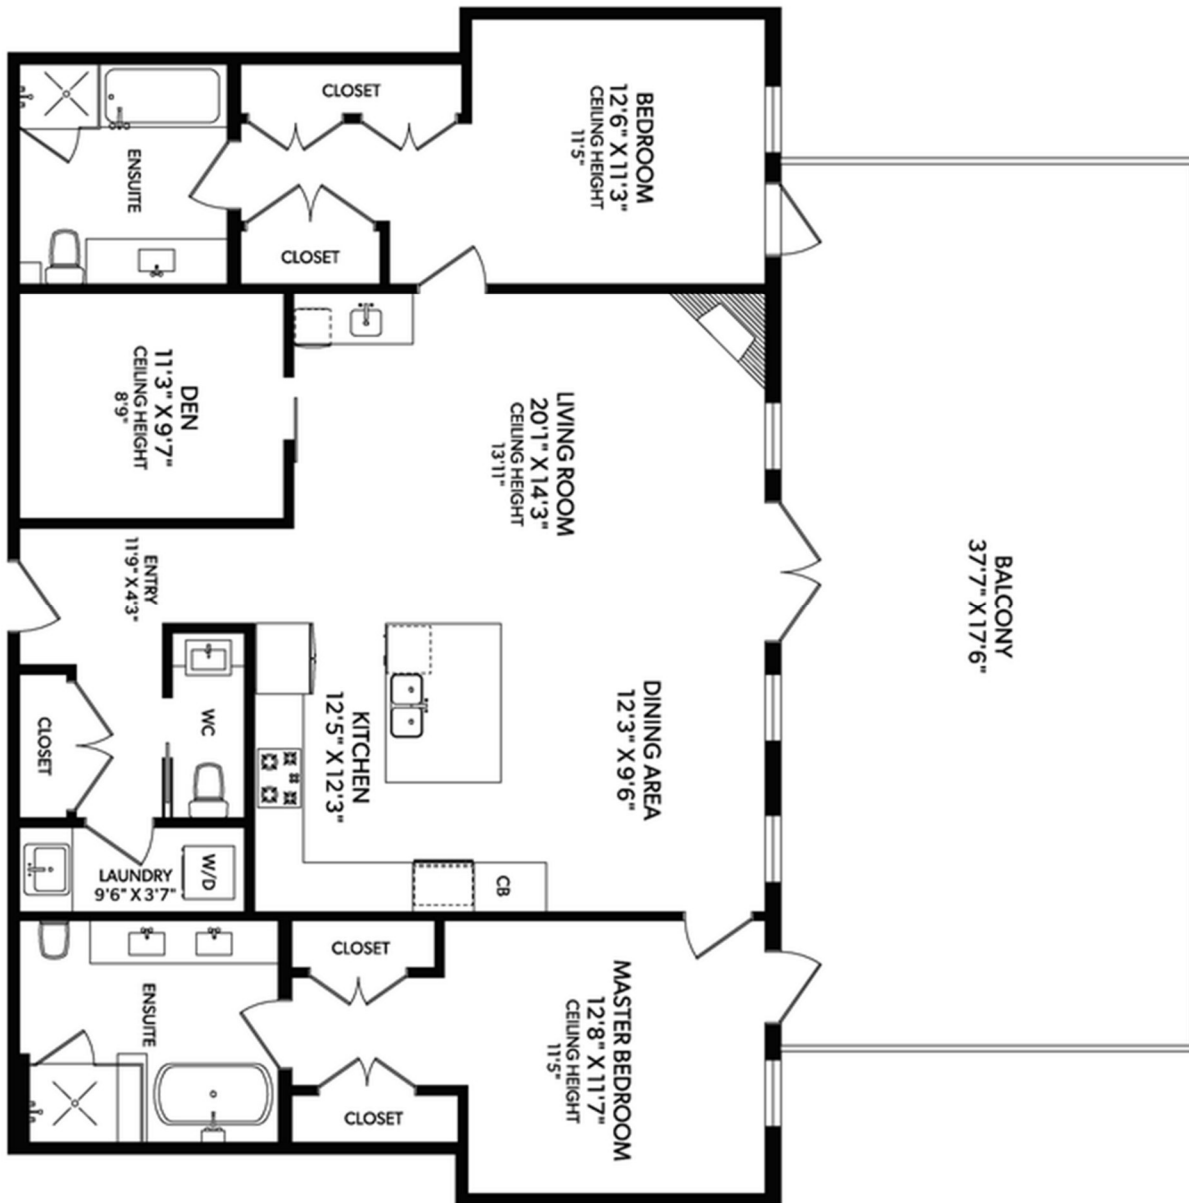 CLOSET
BEDROOM
12'6" X 11'3"
CEILING HEIGHT
11'5"
ENSUITE
CLOSET
DEN
11'3" X 9'7"
CEILING HEIGHT
8'9"
LIVING ROOM
20'1" X 14'3"
CEILING HEIGHT
13'11"
ENTRY
11'9" X 4'3"
BALCONY
37'7" X 17'6"
CLOSET
WC
KITCHEN
12'5" X 12'3"
DINING AREA
12'3" X 9'6"
LAUNDRY
9'6" X 3'7"
W/D
CB
CLOSET
ENSUITE
MASTER BEDROOM
12'8" X 11'7"
CEILING HEIGHT
11'5"
CLOSET